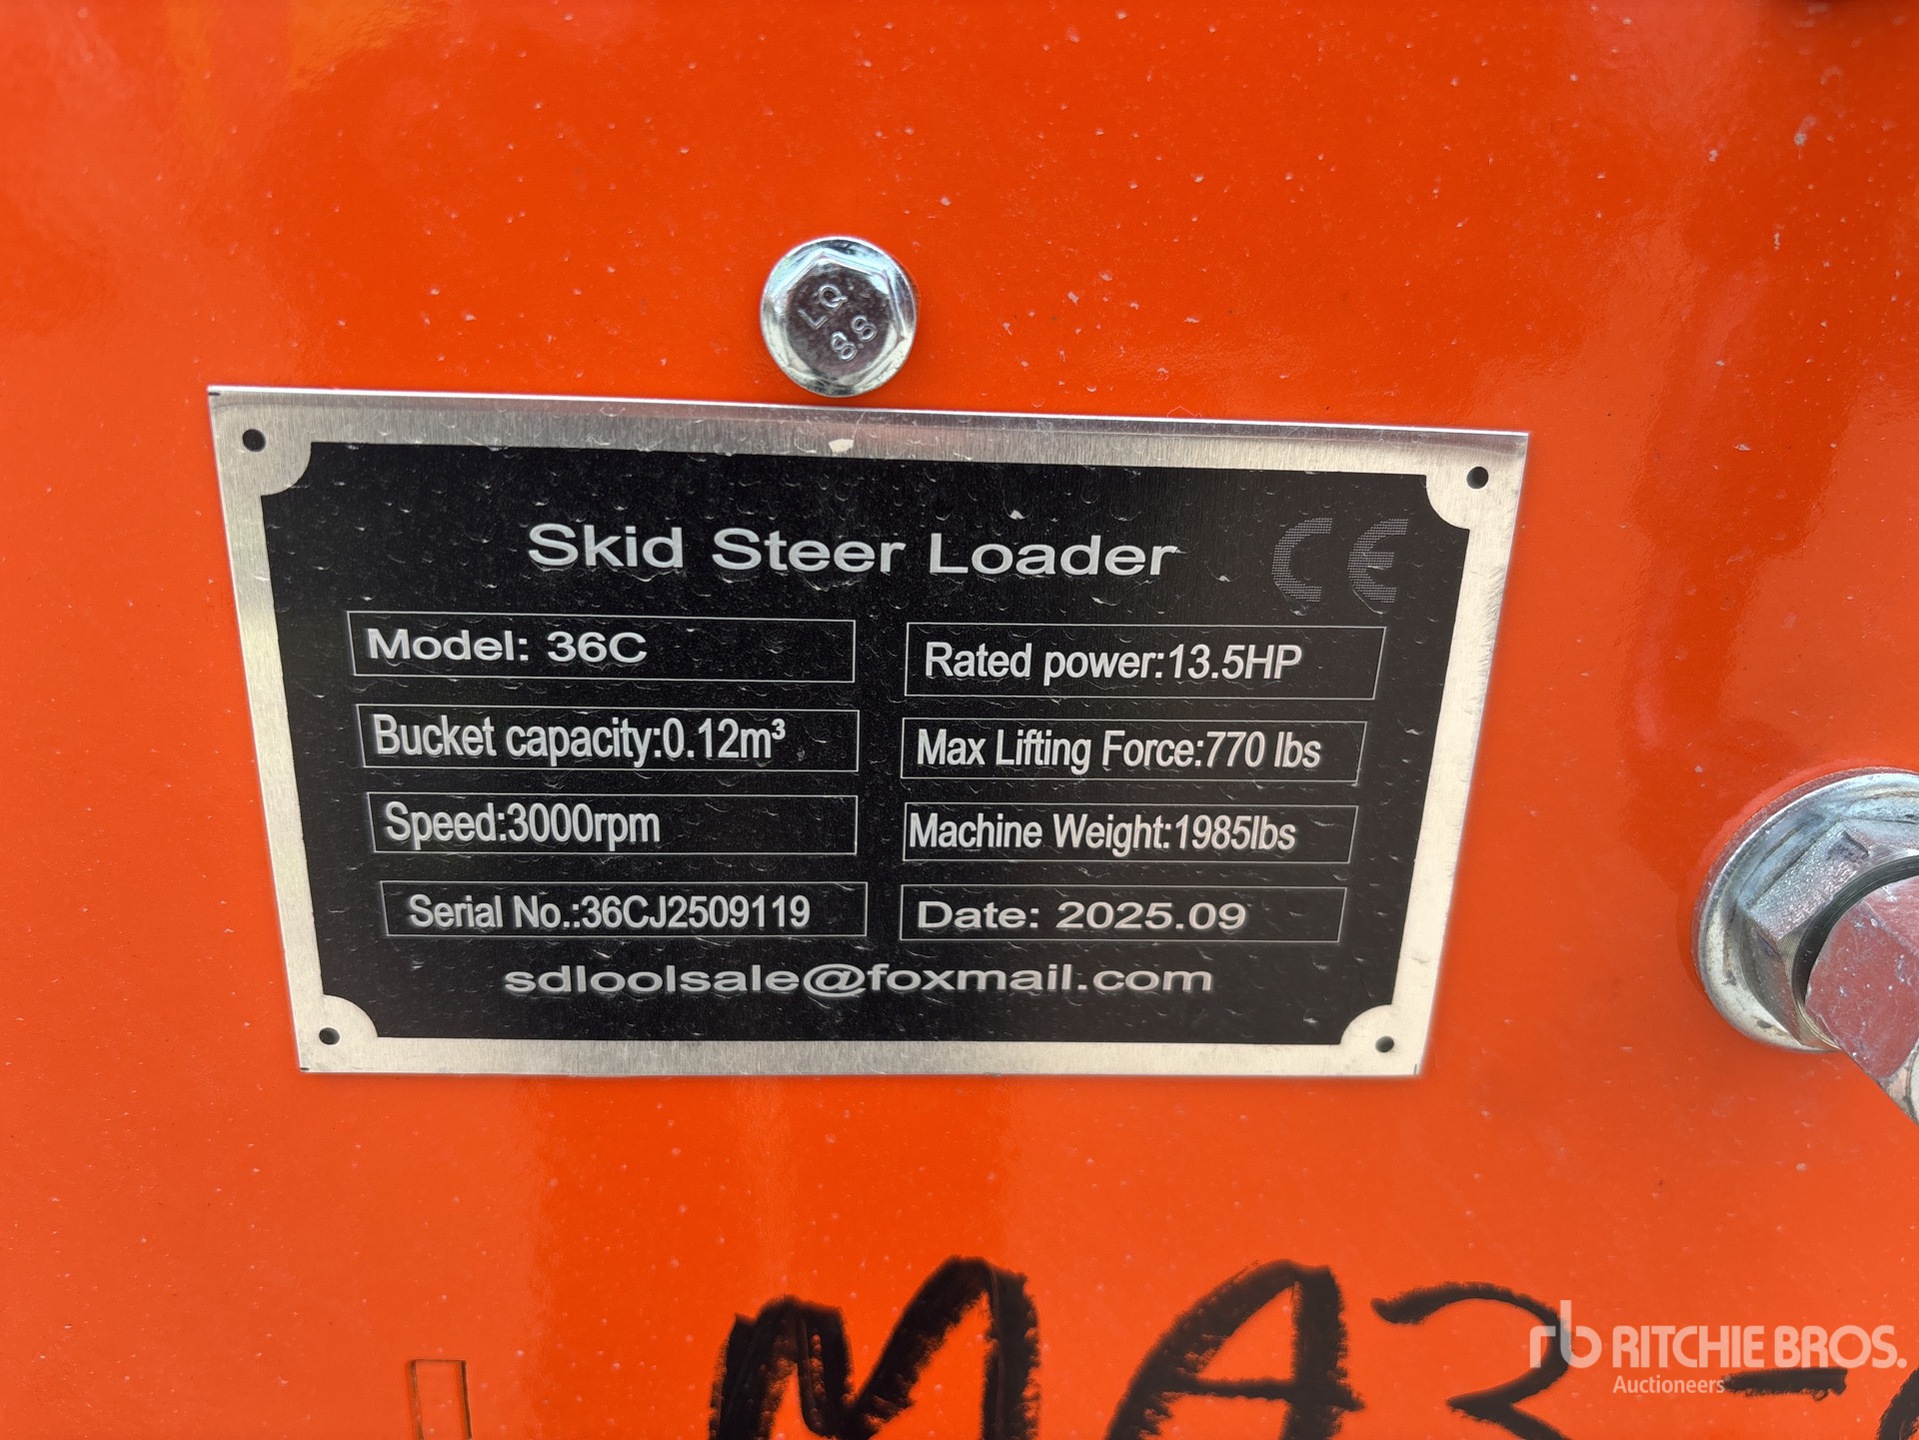 LQ
8.8
Skid Steer Loader CE
Model: 36C
Rated power:13.5HP
Bucket capacity:0.12m³
Max Lifting Force:770 lbs
Speed:3000rpm
Machine Weight:1985lbs
Serial No.:36CJ2509119
Date: 2025.09
sdloolsale@foxmail.com
rb RITCHIE BROS.
Auctioneers